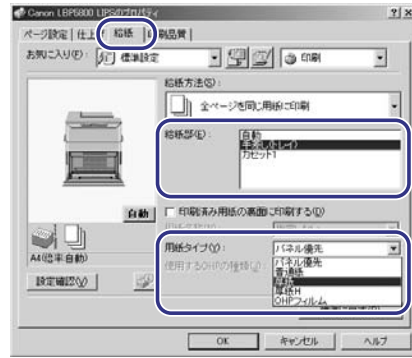 Canon LBP5800 LIPSのプロパティ
ページ設定 仕上げ 給紙 印刷品質
お気に入り(F): 標準設定 印刷
給紙方法(S):
全ページを同じ用紙に印刷
給紙部(E):
自動
手差し(トレイ)
カセット1
自動
印刷済み用紙の裏面に印刷する(D)
A4(倍率:自動)
用紙タイプ(Y): パネル優先
使用するOHPの種類
パネル優先
普通紙
厚紙
厚紙H
OHPフィルム
設定確認(V)
OK キャンセル ヘルプ